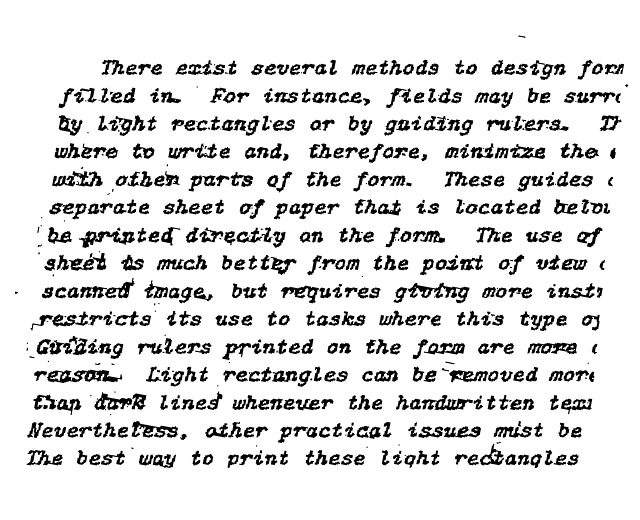 There exist several methods to design form
filled in. For instance, fields may be surr
by light rectangles or by guiding rulers. Th
where to write and, therefore, minimize the
with other parts of the form. These guides
separate sheet of paper that is located below
be printed directly on the form. The use of
sheet is much better from the point of view
scanned image, but requires giving more inst
restricts its use to tasks where this type of
Guiding rulers printed on the form are more
reason. Light rectangles can be removed more
than dark lines whenever the handwritten text
Nevertheless, other practical issues must be
The best way to print these light rectangles